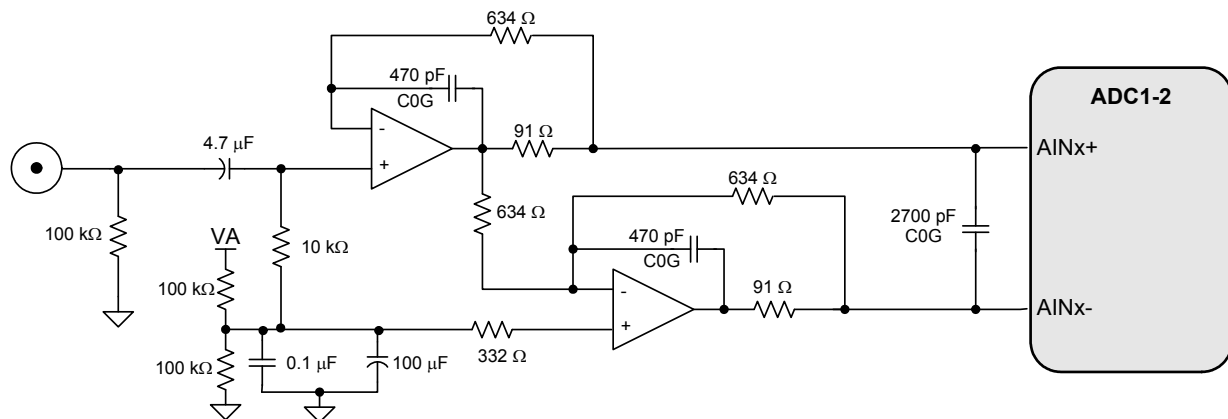 634 Ω
470 pF
C0G
ADC1-2
4.7 µF
-
+
91 Ω
AINx+
100 kΩ
VA
10 kΩ
634 Ω
634 Ω
470 pF
C0G
2700 pF
C0G
100 kΩ
-
+
91 Ω
AINx-
100 kΩ
0.1 µF
100 µF
332 Ω